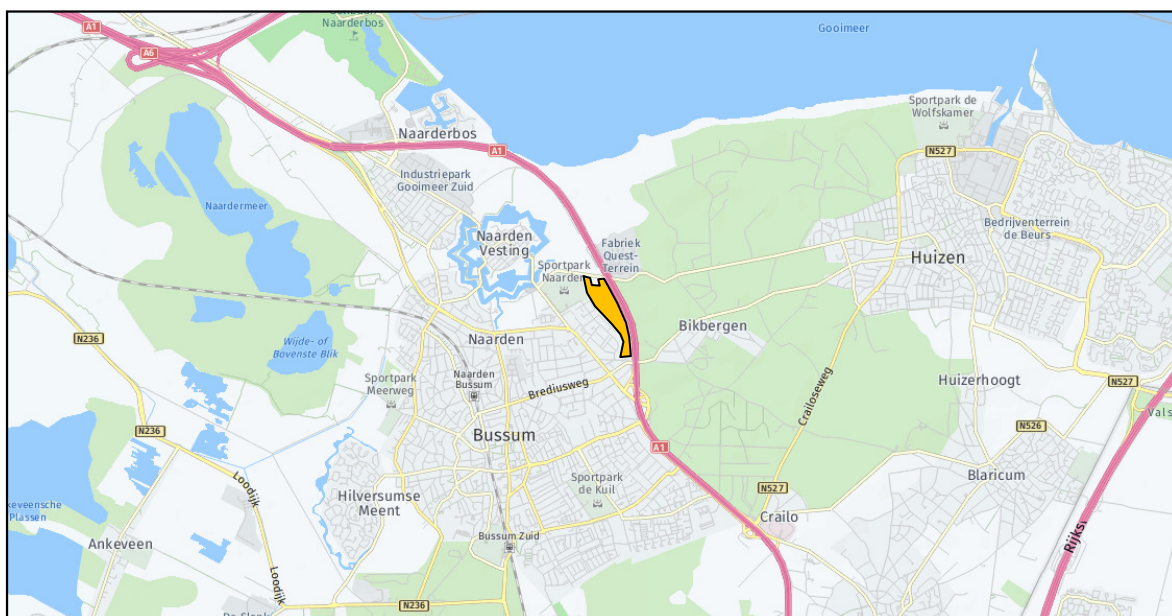 A1
Naarderbos
Gooimeer
A6
Sportpark de
Wolfskamer
Naarderbos
A1
N527
Industriepark
Gooimeer Zuid
Naardermeer
Bedrijventerrein
de Beurs
Naarden
Vesting
Fabriek
Quest-
Terrein
Huizen
Sportpark
Naarden
N236
Bikbergen
Naarden
Wijde- of
Bovenste Blik
Naarden
Bussum
Sportpark
Meerweg
Huizerhoogt
N527
Brediusweg
Crailoseweg
Vals
N236
N526
Bussum
A1
Blaricum
Loodijk
Sportpark
de Kuil
N527
Hilversumse
Meent
Plassen
Crailo
Ankeveen
Bussum Zuid
Rijks
Loodijk
N236